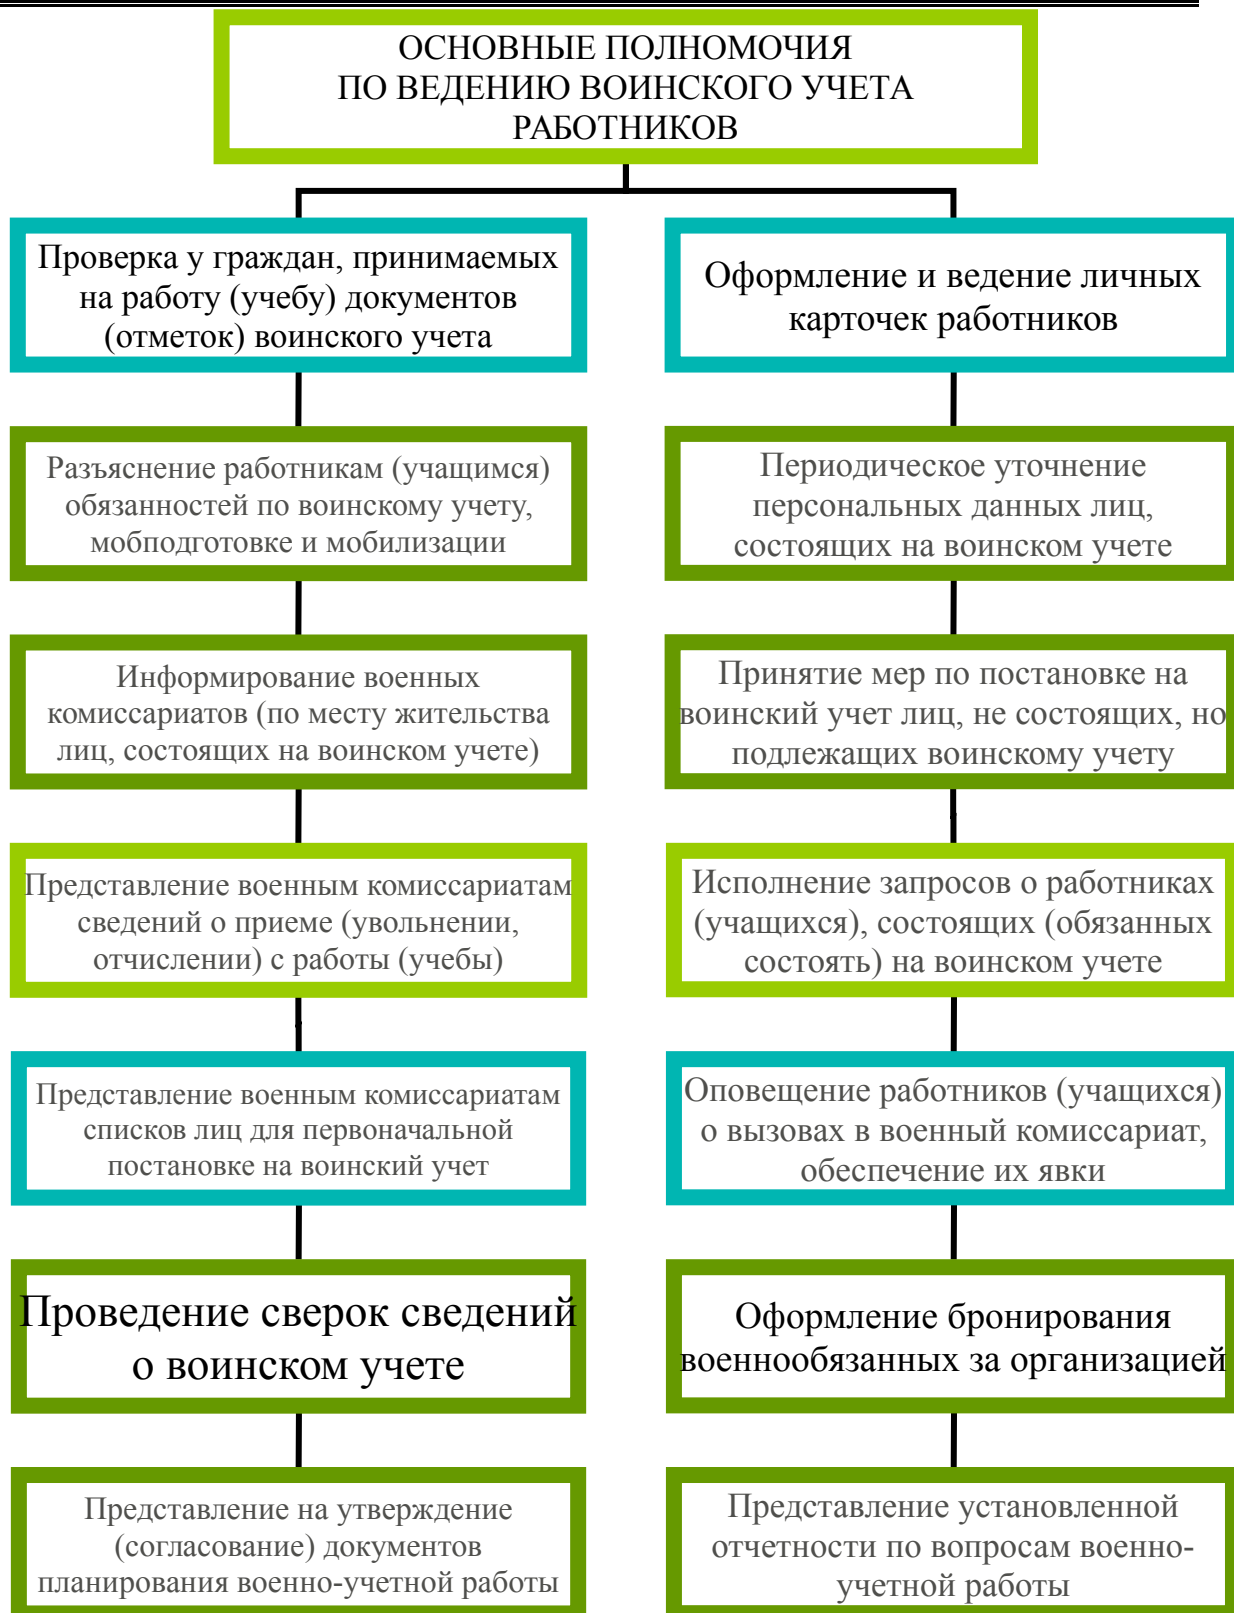 ОСНОВНЫЕ ПОЛНОМОЧИЯ
ПО ВЕДЕНИЮ ВОИНСКОГО УЧЕТА
РАБОТНИКОВ
Проверка у граждан, принимаемых
на работу (учебу) документов
(отметок) воинского учета
Разъяснение работникам (учащимся)
обязанностей по воинскому учету,
мобподготовке и мобилизации
Информирование военных
комиссариатов (по месту жительства
лиц, состоящих на воинском учете)
Представление военным комиссариатам
сведений о приеме (увольнении,
отчислении) с работы (учебы)
Представление военным комиссариатам
списков лиц для первоначальной
постановке на воинский учет
Проведение сверок сведений
о воинском учете
Представление на утверждение
(согласование) документов
планирования военно-учетной работы
Оформление и ведение личных
карточек работников
Периодическое уточнение
персональных данных лиц,
состоящих на воинском учете
Принятие мер по постановке на
воинский учет лиц, не состоящих, но
подлежащих воинскому учету
Исполнение запросов о работниках
(учащихся), состоящих (обязанных
состоять) на воинском учете
Оповещение работников (учащихся)
о вызовах в военный комиссариат,
обеспечение их явки
Оформление бронирования
военнообязанных за организацией
Представление установленной
отчетности по вопросам военно-
учетной работы